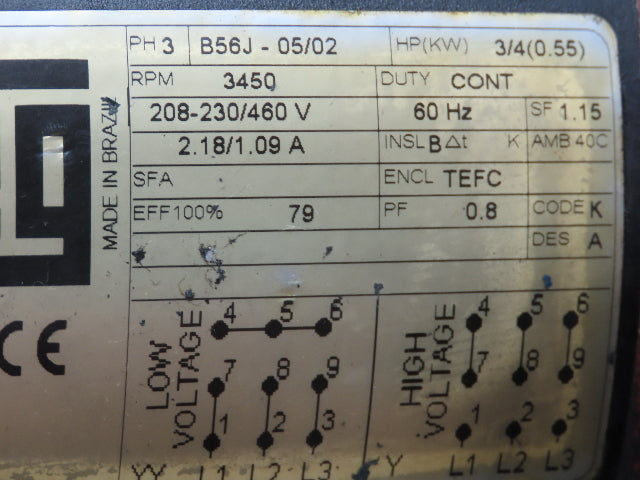 PH 3 B56J - 05/02 HP(KW) 3/4(0.55)
RPM 3450 DUTY CONT
208-230/460 V 60 Hz SF 1.15
2.18/1.09 A INSL B Δt K AMB 40C
SFA ENCL TEFC
EFF100% 79 PF 0.8 CODE K
DES A
MADE IN BRAZIL
CE
LOW VOLTAGE
4 5 6
7 8 9
1 2 3
YY L1 L2 L3
HIGH VOLTAGE
4 5 6
7 8 9
1 2 3
Y L1 L2 L3